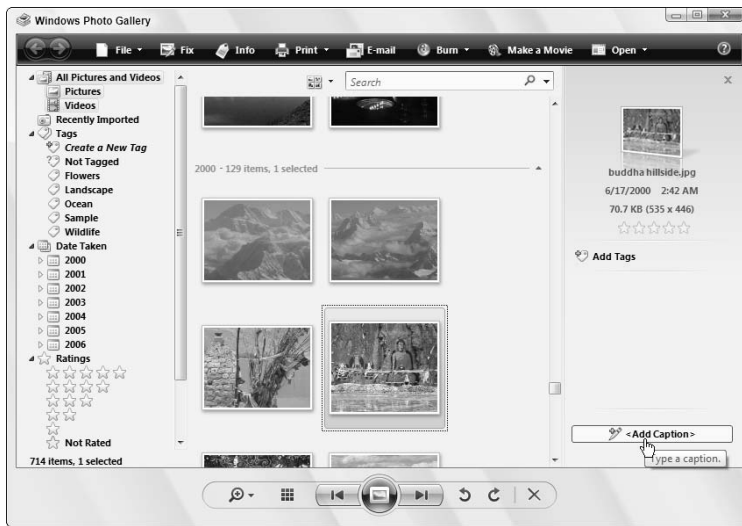 Windows Photo Gallery
File Fix Info Print E-mail Burn Make a Movie Open ?
All Pictures and Videos
Pictures
Videos
Recently Imported
Tags
Create a New Tag
Not Tagged
Flowers
Landscape
Ocean
Sample
Wildlife
Date Taken
2000
2001
2002
2003
2004
2005
2006
Ratings
Not Rated
714 items, 1 selected
Search
2000 - 129 items, 1 selected
buddha hillside.jpg
6/17/2000 2:42 AM
70.7 KB (535 x 446)
Add Tags
<Add Caption>
Type a caption.